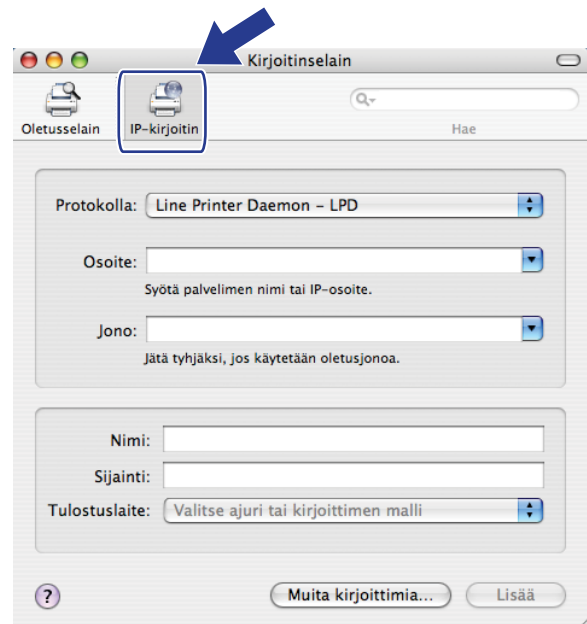 Kirjoitinselain
Oletusselain IP-kirjoitin Hae
Protokolla: Line Printer Daemon – LPD
Osoite:
Syötä palvelimen nimi tai IP-osoite.
Jono:
Jätä tyhjäksi, jos käytetään oletusjonoa.
Nimi:
Sijainti:
Tulostuslaite: Valitse ajuri tai kirjoittimen malli
? Muita kirjoittimia... Lisää